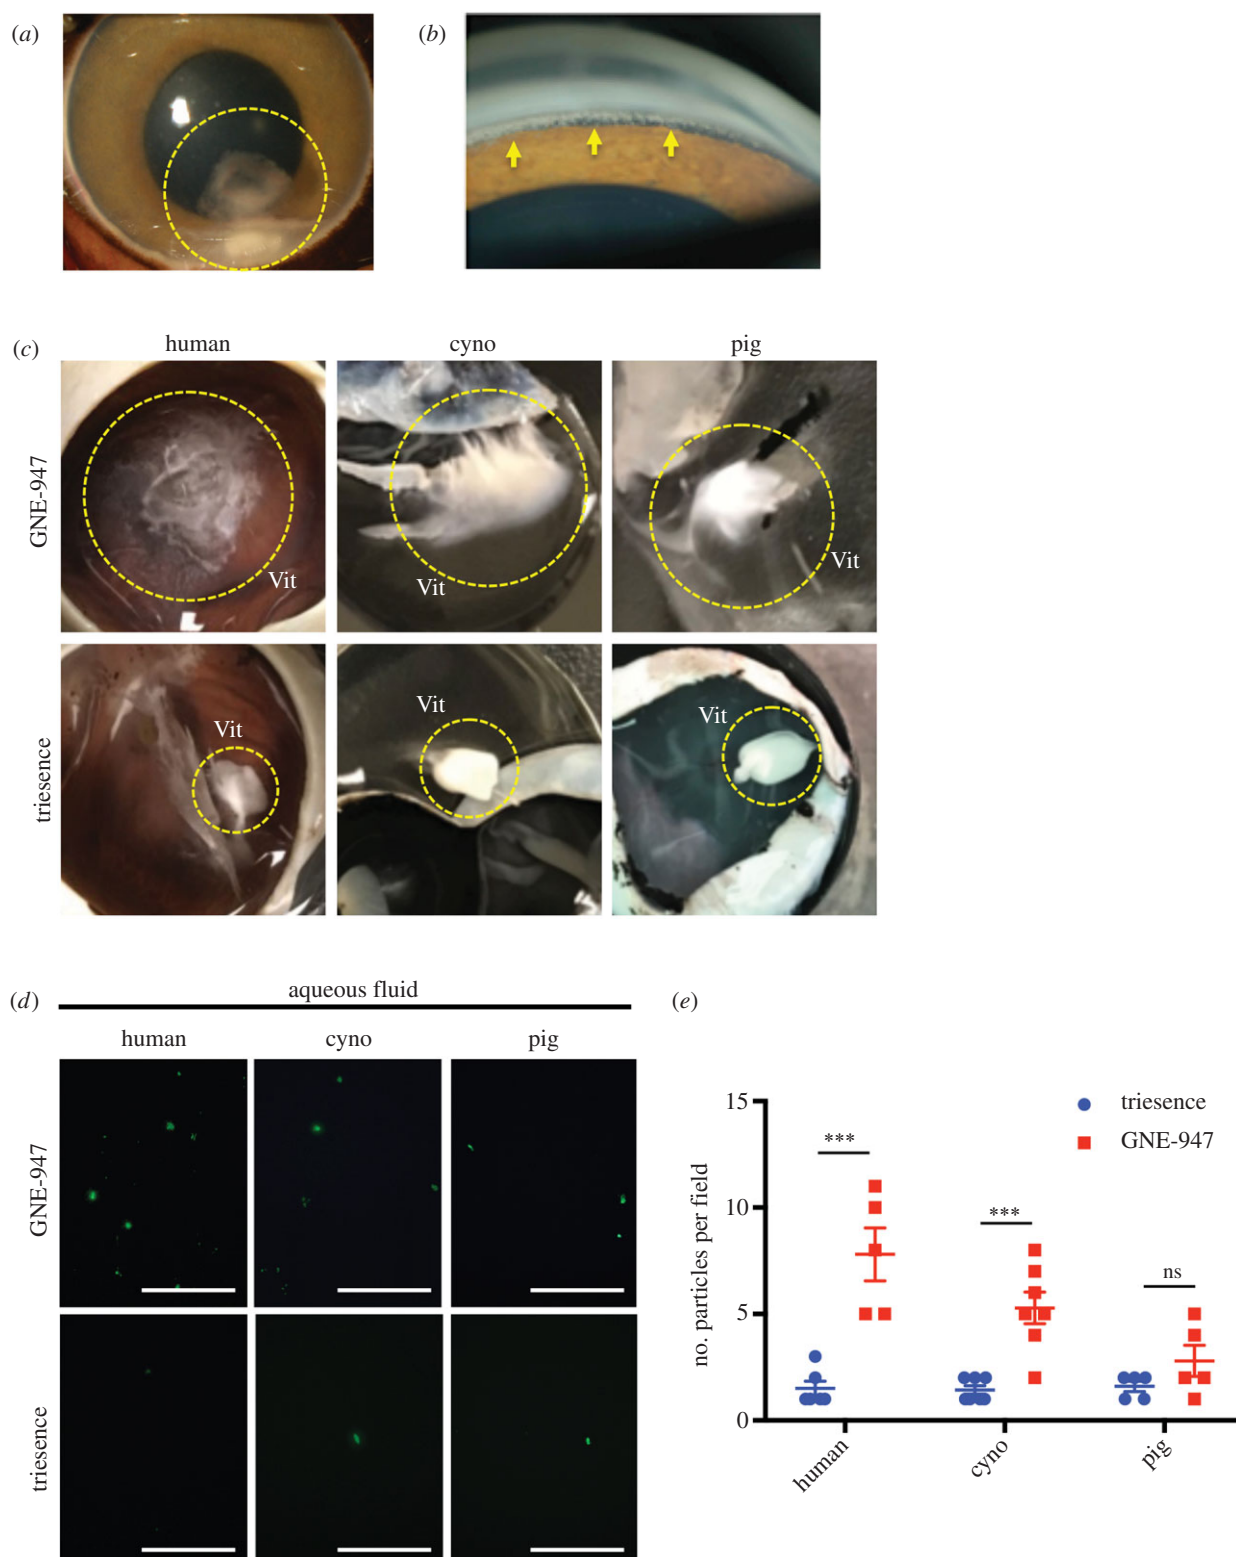 (a)
(b)
(c)
human
cyno
pig
GNE-947
Vit
Vit
Vit
triesence
Vit
Vit
Vit
(d)
aqueous fluid
human
cyno
pig
GNE-947
triesence
(e)
15
10
5
0
no. particles per field
triesence
GNE-947
***
***
ns
human
cyno
pig